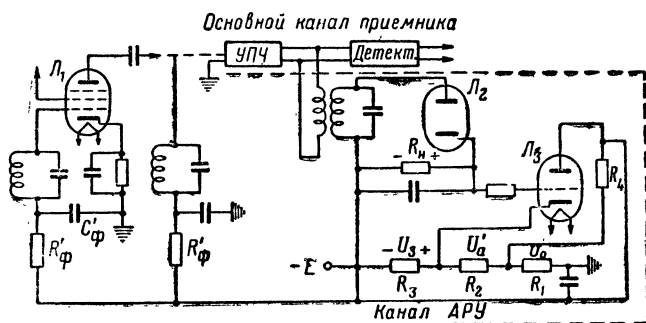 Основной канал приемника
Л₁
УПЧ
Детект.
Л₂
- Rн +
Л₃
R₄
C'ф
R'ф
R'ф
- E
- U₃ +
U'а
U₀
R₃
R₂
R₁
Канал АРУ